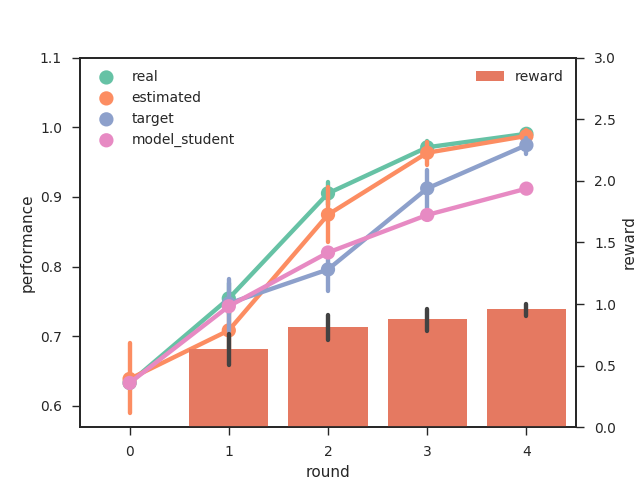 real
estimated
target
model_student
reward
1.1
1.0
0.9
0.8
0.7
0.6
performance
3.0
2.5
2.0
1.5
1.0
0.5
0.0
reward
0 1 2 3 4
round